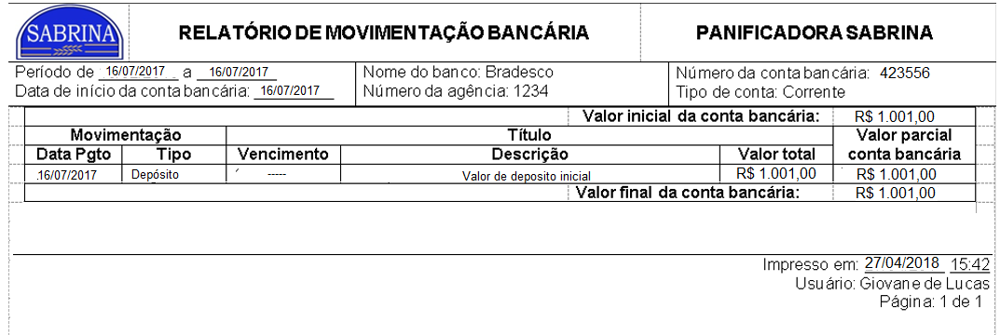 SABRINA
RELATÓRIO DE MOVIMENTAÇÃO BANCÁRIA
PANIFICADORA SABRINA
Período de 16/07/2017 a 16/07/2017
Data de início da conta bancária: 16/07/2017
Nome do banco: Bradesco
Número da agência: 1234
Número da conta bancária: 423556
Tipo de conta: Corrente
Valor inicial da conta bancária: R$ 1.001,00
Movimentação Título Valor parcial
Data Pgto Tipo Vencimento Descrição Valor total conta bancária
16/07/2017 Depósito ----- Valor de deposito inicial R$ 1.001,00 R$ 1.001,00
Valor final da conta bancária: R$ 1.001,00
Impresso em: 27/04/2018 15:42
Usuário: Giovane de Lucas
Página: 1 de 1